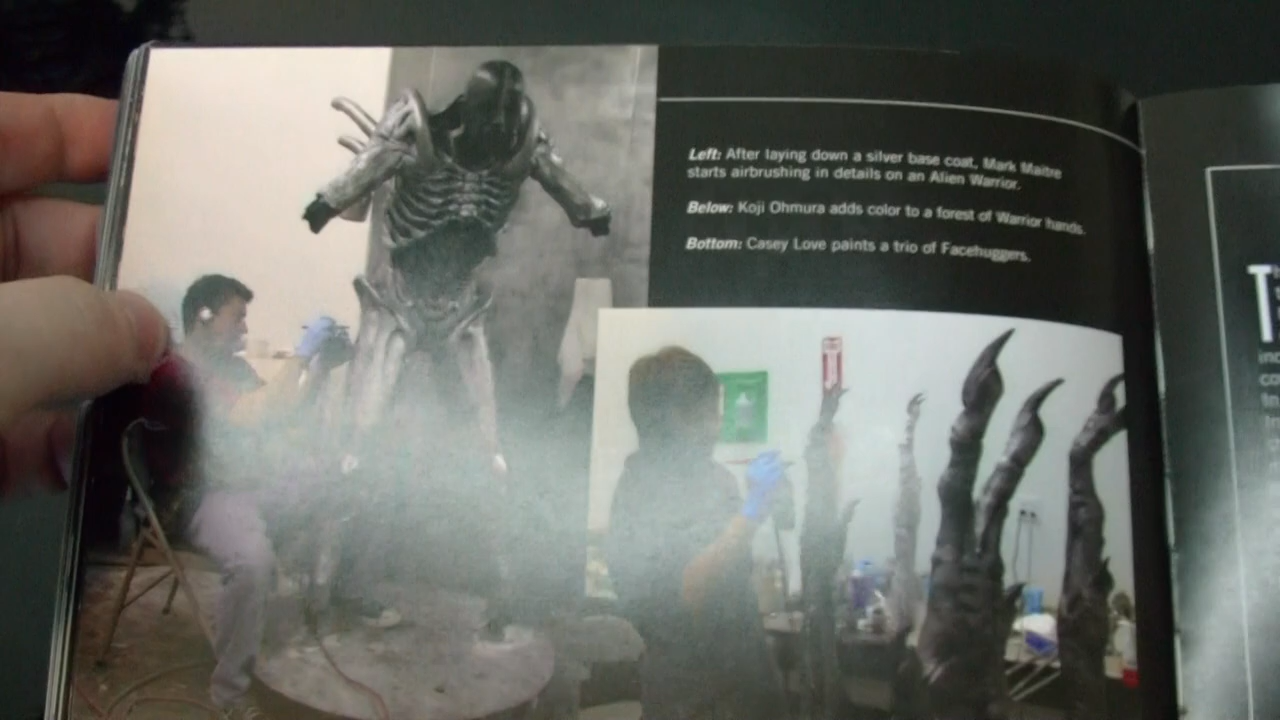 Left: After laying down a silver base coat, Mark Maitre
starts airbrushing in details on an Alien Warrior.
Below: Koji Ohmura adds color to a forest of Warrior hands.
Bottom: Casey Love paints a trio of Facehuggers.
T